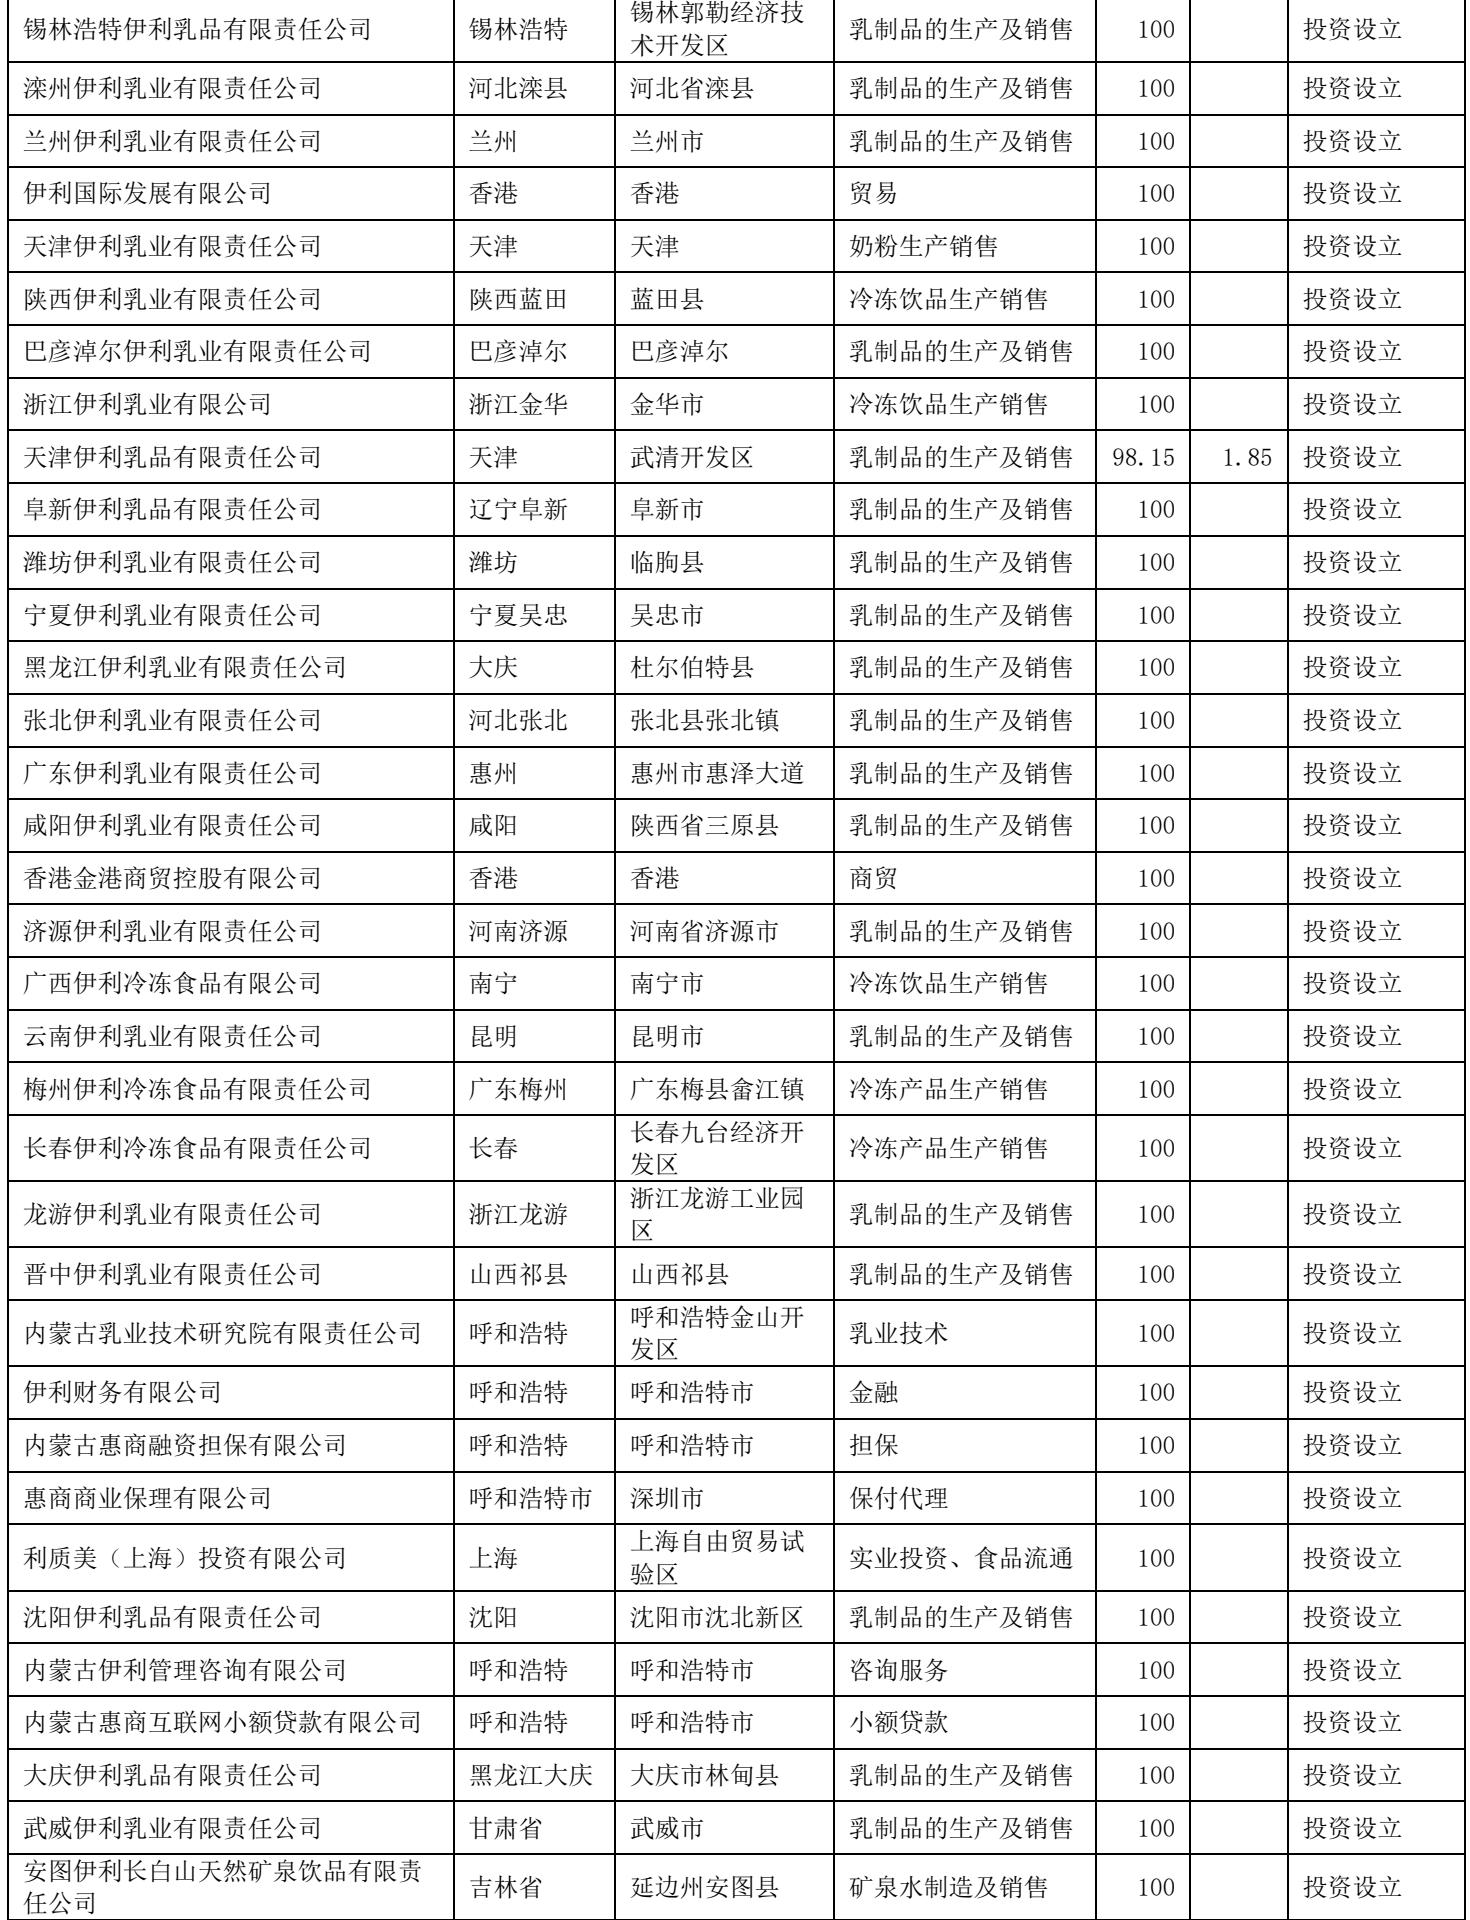 锡林浩特伊利乳品有限责任公司 锡林浩特 锡林郭勒经济技术开发区 乳制品的生产及销售 100 投资设立
滦州伊利乳业有限责任公司 河北滦县 河北省滦县 乳制品的生产及销售 100 投资设立
兰州伊利乳业有限责任公司 兰州 兰州市 乳制品的生产及销售 100 投资设立
伊利国际发展有限公司 香港 香港 贸易 100 投资设立
天津伊利乳业有限责任公司 天津 天津 奶粉生产销售 100 投资设立
陕西伊利乳业有限责任公司 陕西蓝田 蓝田县 冷冻饮品生产销售 100 投资设立
巴彦淖尔伊利乳业有限责任公司 巴彦淖尔 巴彦淖尔 乳制品的生产及销售 100 投资设立
浙江伊利乳业有限公司 浙江金华 金华市 冷冻饮品生产销售 100 投资设立
天津伊利乳品有限责任公司 天津 武清开发区 乳制品的生产及销售 98.15 1.85 投资设立
阜新伊利乳品有限责任公司 辽宁阜新 阜新市 乳制品的生产及销售 100 投资设立
潍坊伊利乳业有限责任公司 潍坊 临朐县 乳制品的生产及销售 100 投资设立
宁夏伊利乳业有限责任公司 宁夏吴忠 吴忠市 乳制品的生产及销售 100 投资设立
黑龙江伊利乳业有限责任公司 大庆 杜尔伯特县 乳制品的生产及销售 100 投资设立
张北伊利乳业有限责任公司 河北张北 张北县张北镇 乳制品的生产及销售 100 投资设立
广东伊利乳业有限责任公司 惠州 惠州市惠泽大道 乳制品的生产及销售 100 投资设立
咸阳伊利乳业有限责任公司 咸阳 陕西省三原县 乳制品的生产及销售 100 投资设立
香港金港商贸控股有限公司 香港 香港 商贸 100 投资设立
济源伊利乳业有限责任公司 河南济源 河南省济源市 乳制品的生产及销售 100 投资设立
广西伊利冷冻食品有限公司 南宁 南宁市 冷冻饮品生产销售 100 投资设立
云南伊利乳业有限责任公司 昆明 昆明市 乳制品的生产及销售 100 投资设立
梅州伊利冷冻食品有限责任公司 广东梅州 广东梅县畲江镇 冷冻产品生产销售 100 投资设立
长春伊利冷冻食品有限责任公司 长春 长春九台经济开发区 冷冻产品生产销售 100 投资设立
龙游伊利乳业有限责任公司 浙江龙游 浙江龙游工业园区 乳制品的生产及销售 100 投资设立
晋中伊利乳业有限责任公司 山西祁县 山西祁县 乳制品的生产及销售 100 投资设立
内蒙古乳业技术研究院有限责任公司 呼和浩特 呼和浩特金山开发区 乳业技术 100 投资设立
伊利财务有限公司 呼和浩特 呼和浩特市 金融 100 投资设立
内蒙古惠商融资担保有限公司 呼和浩特 呼和浩特市 担保 100 投资设立
惠商商业保理有限公司 呼和浩特市 深圳市 保付代理 100 投资设立
利质美（上海）投资有限公司 上海 上海自由贸易试验区 实业投资、食品流通 100 投资设立
沈阳伊利乳品有限责任公司 沈阳 沈阳市沈北新区 乳制品的生产及销售 100 投资设立
内蒙古伊利管理咨询有限公司 呼和浩特 呼和浩特市 咨询服务 100 投资设立
内蒙古惠商互联网小额贷款有限公司 呼和浩特 呼和浩特市 小额贷款 100 投资设立
大庆伊利乳品有限责任公司 黑龙江大庆 大庆市林甸县 乳制品的生产及销售 100 投资设立
武威伊利乳业有限责任公司 甘肃省 武威市 乳制品的生产及销售 100 投资设立
安图伊利长白山天然矿泉饮品有限责任公司 吉林省 延边州安图县 矿泉水制造及销售 100 投资设立